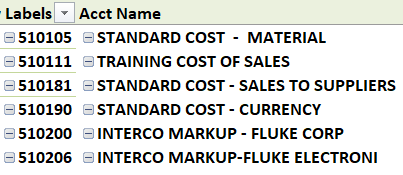 Labels Acct Name
510105 STANDARD COST - MATERIAL
510111 TRAINING COST OF SALES
510181 STANDARD COST - SALES TO SUPPLIERS
510190 STANDARD COST - CURRENCY
510200 INTERCO MARKUP - FLUKE CORP
510206 INTERCO MARKUP-FLUKE ELECTRONI